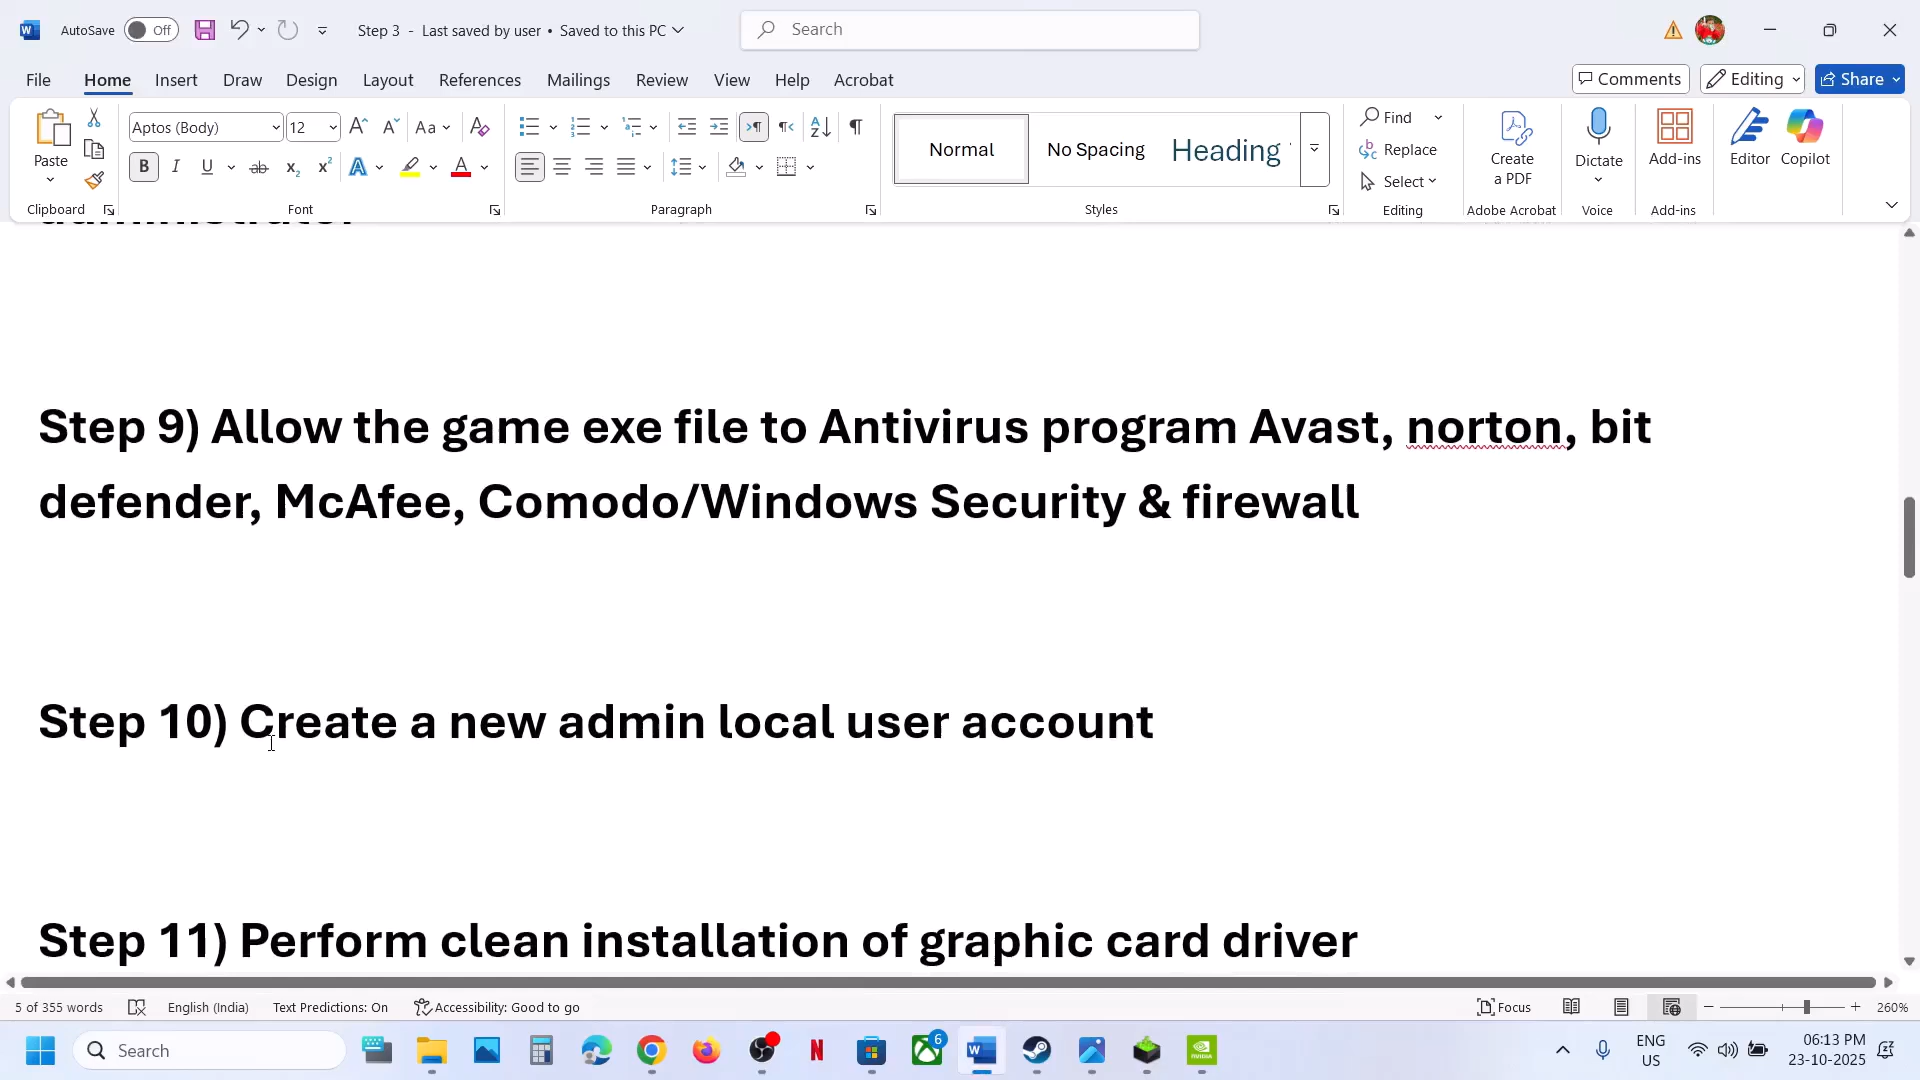 AutoSave Off Step 3 - Last saved by user • Saved to this PC Search
File Home Insert Draw Design Layout References Mailings Review View Help Acrobat Comments Editing Share
Aptos (Body) 12 Aa
Paste
B I U ab x₂ x² A A
Normal No Spacing Heading
Find
Replace
Select
Create a PDF
Dictate
Add-ins
Editor
Copilot
Clipboard Font Paragraph Styles Editing Adobe Acrobat Voice Add-ins
administrator
Step 9) Allow the game exe file to Antivirus program Avast, norton, bit
defender, McAfee, Comodo/Windows Security & firewall
Step 10) Create a new admin local user account
Step 11) Perform clean installation of graphic card driver
5 of 355 words English (India) Text Predictions: On Accessibility: Good to go Focus 260%
Search 6 ENG US 06:13 PM 23-10-2025